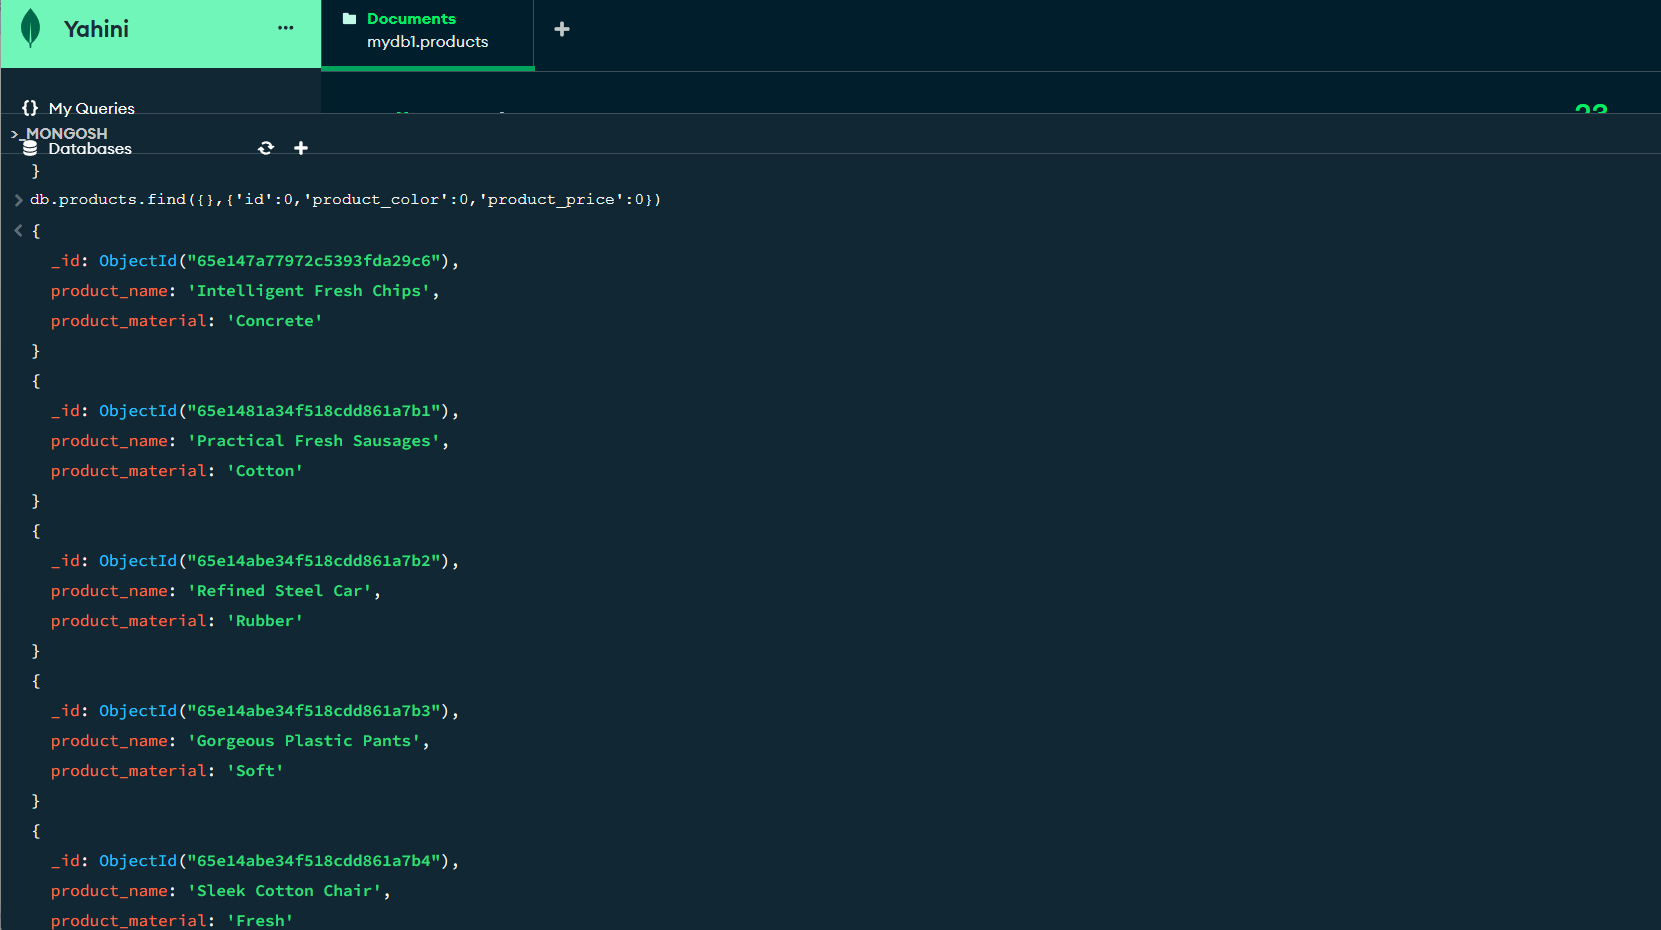 Yahini
Documents
mydb1.products
My Queries
23
>_MONGOSH
Databases
}
db.products.find({},{'id':0,'product_color':0,'product_price':0})
{
_id: ObjectId("65e147a77972c5393fda29c6"),
product_name: 'Intelligent Fresh Chips',
product_material: 'Concrete'
}
{
_id: ObjectId("65e1481a34f518cdd861a7b1"),
product_name: 'Practical Fresh Sausages',
product_material: 'Cotton'
}
{
_id: ObjectId("65e14abe34f518cdd861a7b2"),
product_name: 'Refined Steel Car',
product_material: 'Rubber'
}
{
_id: ObjectId("65e14abe34f518cdd861a7b3"),
product_name: 'Gorgeous Plastic Pants',
product_material: 'Soft'
}
{
_id: ObjectId("65e14abe34f518cdd861a7b4"),
product_name: 'Sleek Cotton Chair',
product_material: 'Fresh'